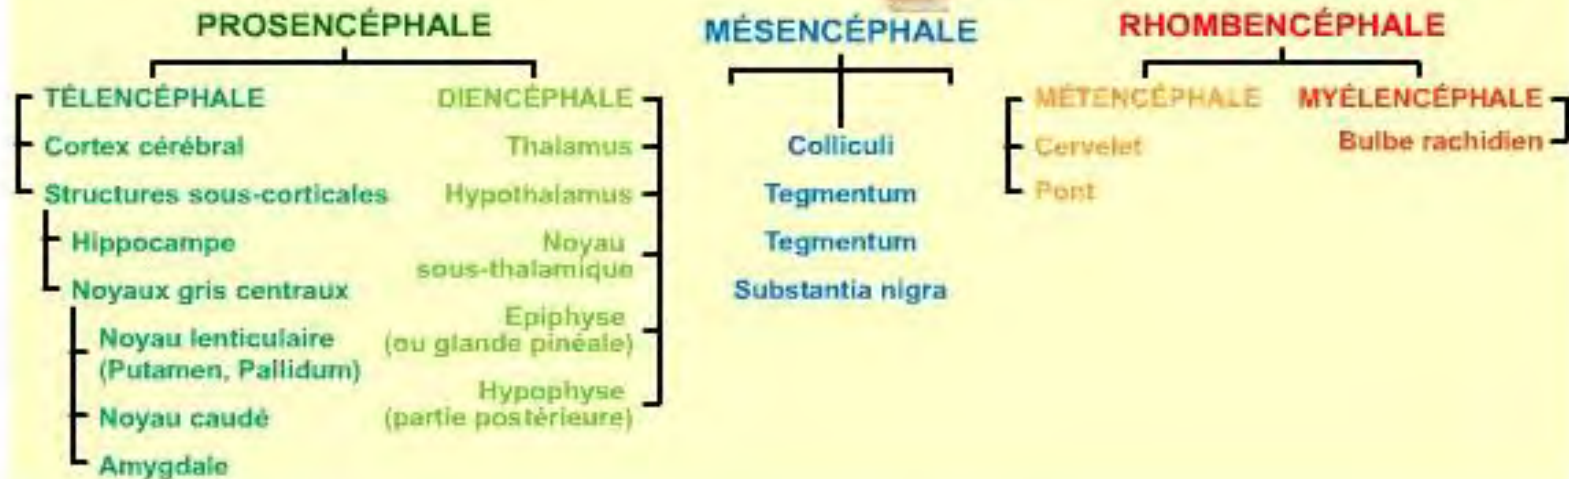 PROSENCÉPHALE
TÉLENCÉPHALE
Cortex cérébral
Structures sous-corticales
Hippocampe
Noyaux gris centraux
Noyau lenticulaire
(Putamen, Pallidum)
Noyau caudé
Amygdale
DIENCÉPHALE
Thalamus
Hypothalamus
Noyau
sous-thalamique
Epiphyse
(ou glande pinéale)
Hypophyse
(partie postérieure)
MÉSENCÉPHALE
Colliculi
Tegmentum
Tegmentum
Substantia nigra
RHOMBENCÉPHALE
MÉTENCÉPHALE
Cervelet
Pont
MYÉLENCÉPHALE
Bulbe rachidien